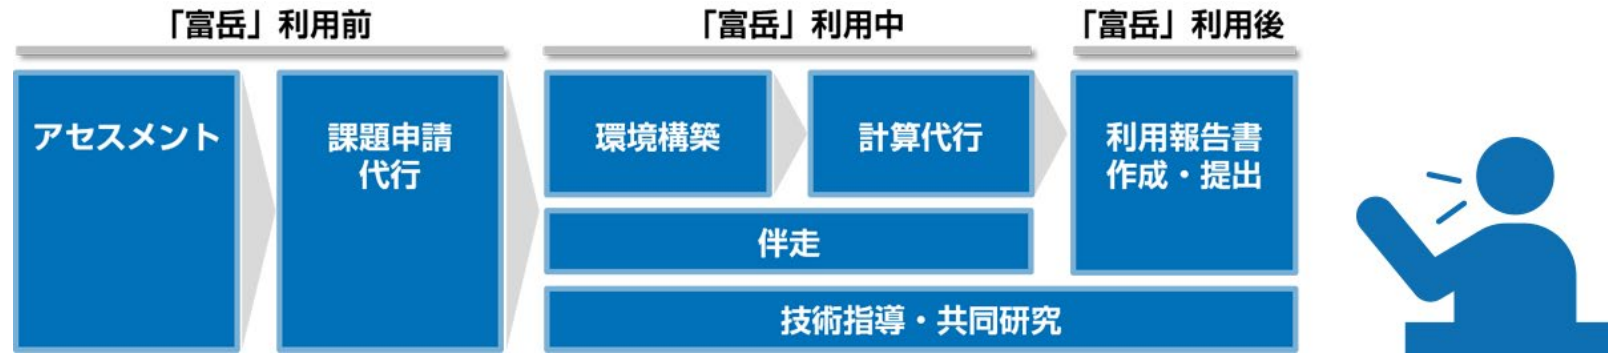 「富岳」利用前
「富岳」利用中
「富岳」利用後
アセスメント
課題申請
代行
環境構築
計算代行
利用報告書
作成・提出
伴走
技術指導・共同研究